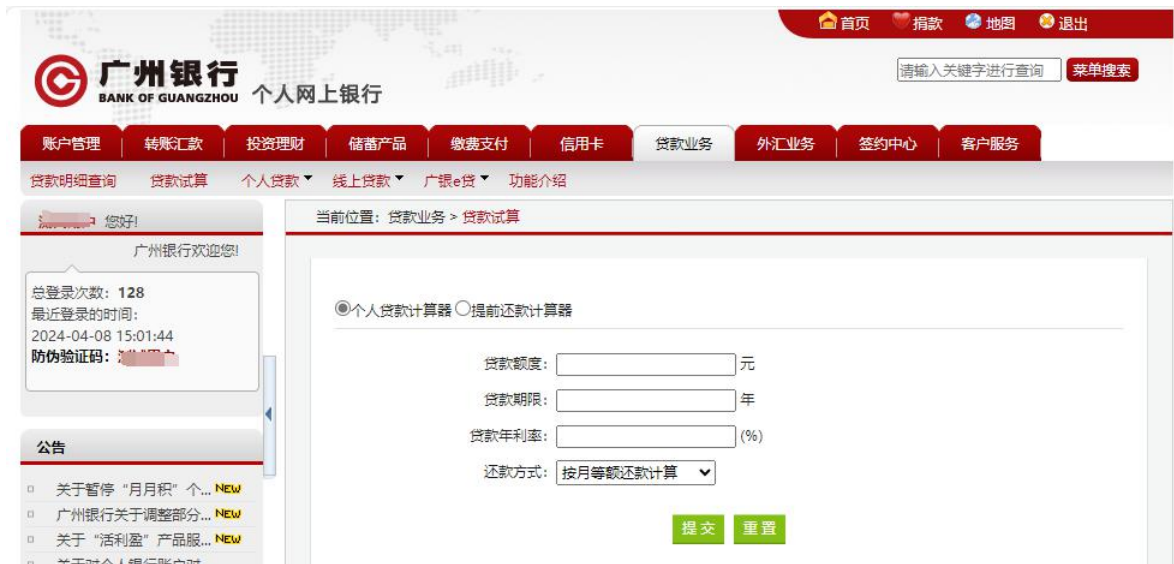 首页 捐款 地图 退出
广州银行
BANK OF GUANGZHOU 个人网上银行
请输入关键字进行查询 菜单搜索
账户管理 转账汇款 投资理财 储蓄产品 缴费支付 信用卡 贷款业务 外汇业务 签约中心 客户服务
贷款明细查询 贷款试算 个人贷款 线上贷款 广银e贷 功能介绍
您好!
当前位置：贷款业务 > 贷款试算
广州银行欢迎您!
总登录次数：128
最近登录的时间：
2024-04-08 15:01:44
防伪验证码：
个人贷款计算器 提前还款计算器
贷款额度： 元
贷款期限： 年
贷款年利率： (%)
还款方式： 按月等额还款计算
提交 重置
公告
关于暂停“月月积”个... NEW
广州银行关于调整部分... NEW
关于“活利盈”产品服... NEW